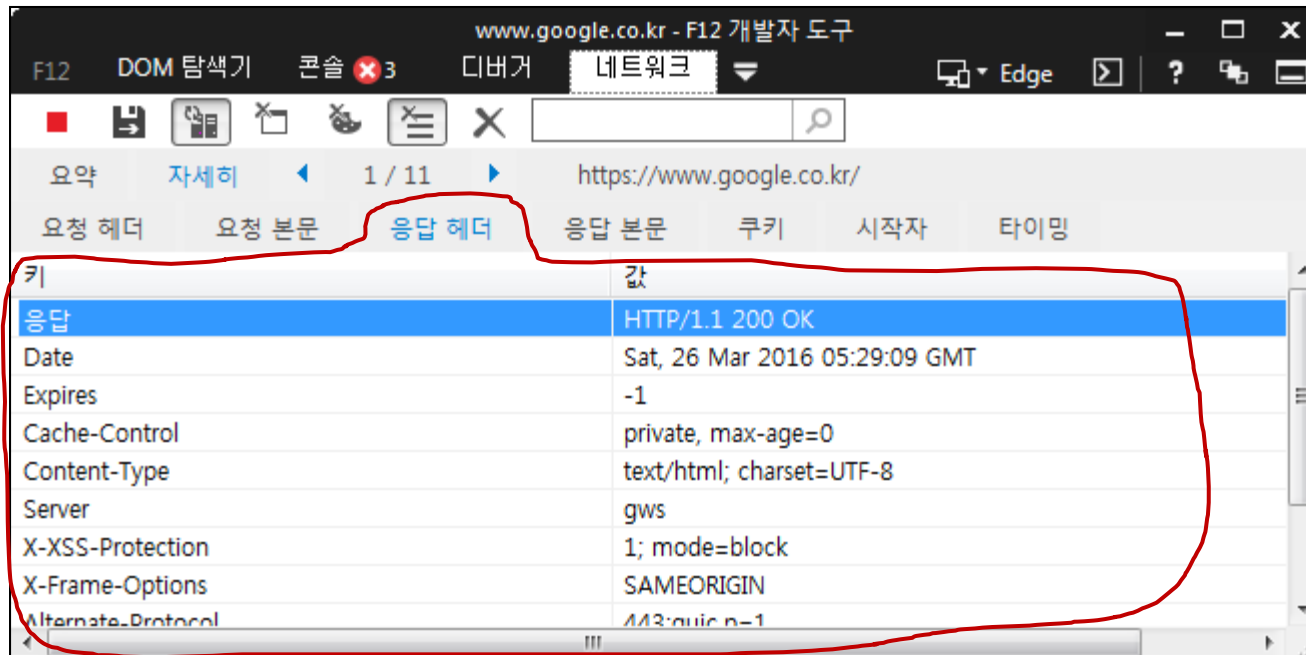 www.google.co.kr - F12 개발자 도구
F12 DOM 탐색기 콘솔 3 디버거 네트워크 Edge ?
요약 자세히 1 / 11 https://www.google.co.kr/
요청 헤더 요청 본문 응답 헤더 응답 본문 쿠키 시작자 타이밍
키 값
응답 HTTP/1.1 200 OK
Date Sat, 26 Mar 2016 05:29:09 GMT
Expires -1
Cache-Control private, max-age=0
Content-Type text/html; charset=UTF-8
Server gws
X-XSS-Protection 1; mode=block
X-Frame-Options SAMEORIGIN
Alternate-Protocol 443:quic,p=1